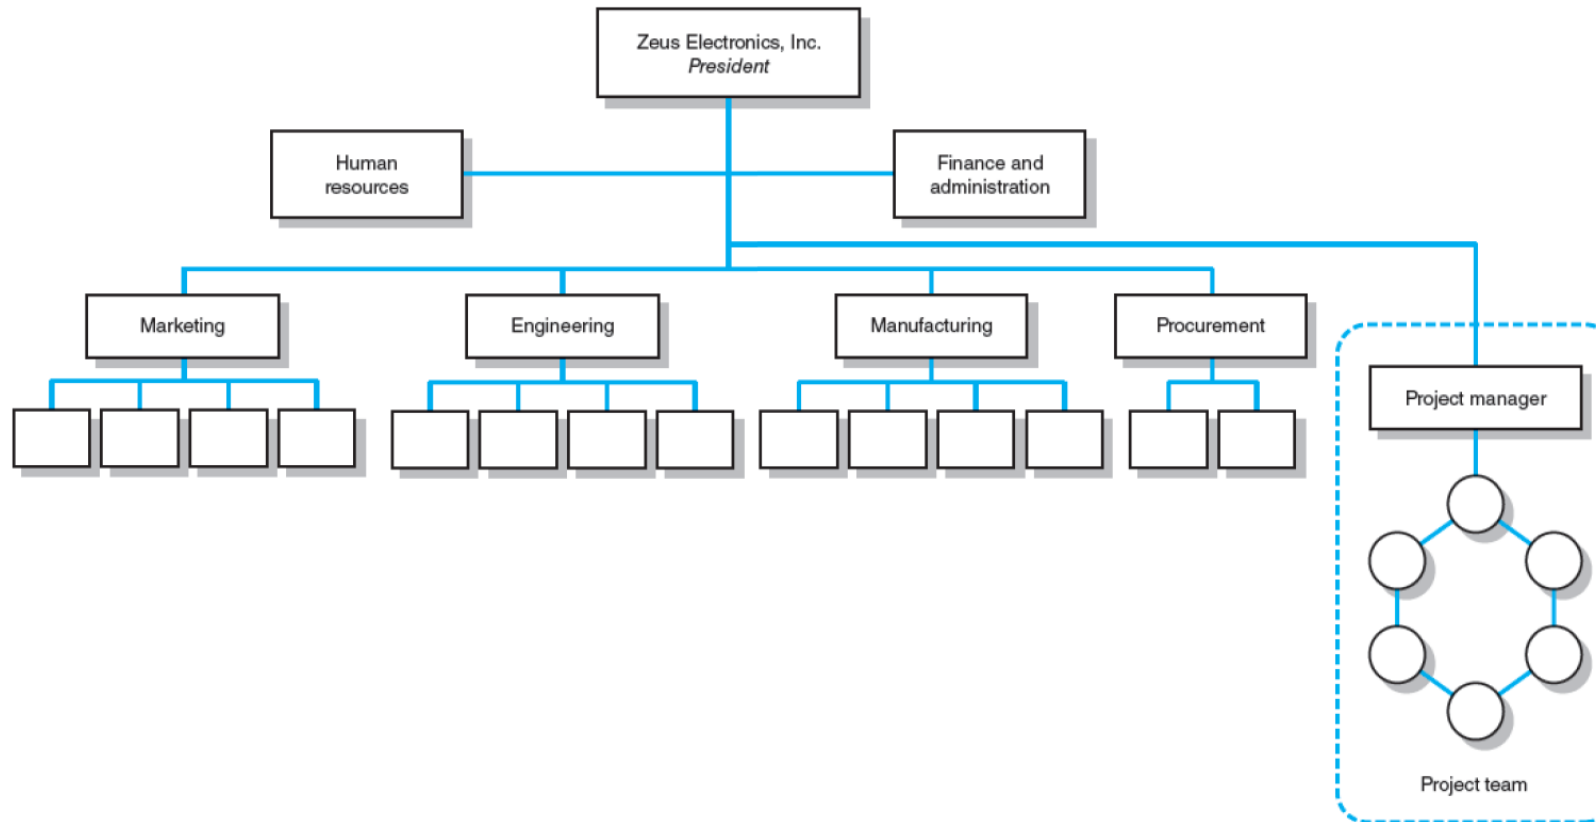 Zeus Electronics, Inc.
President
Human
resources
Finance and
administration
Marketing
Engineering
Manufacturing
Procurement
Project manager
Project team